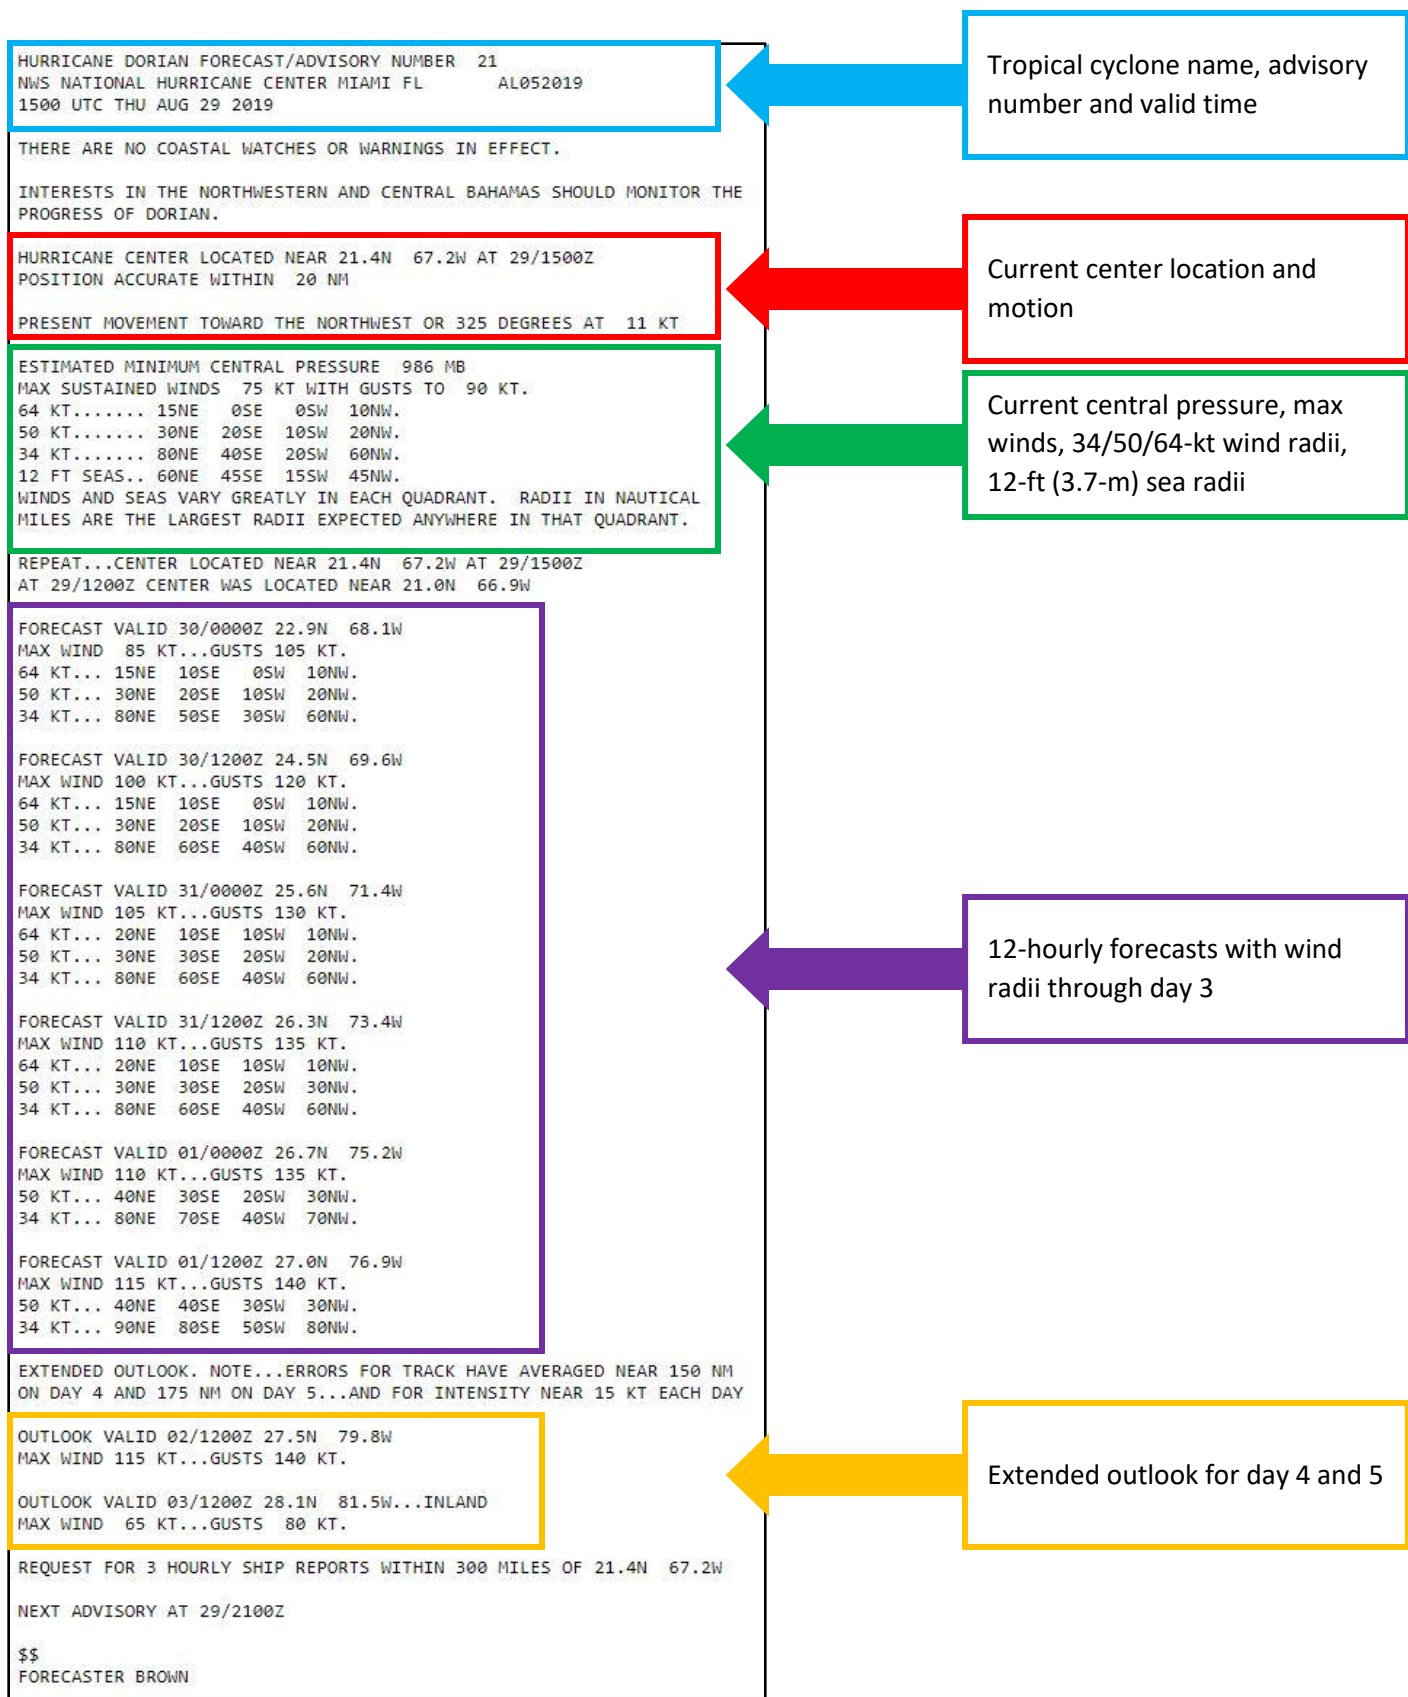 HURRICANE DORIAN FORECAST/ADVISORY NUMBER  21
NWS NATIONAL HURRICANE CENTER MIAMI FL       AL052019
1500 UTC THU AUG 29 2019
Tropical cyclone name, advisory
number and valid time
THERE ARE NO COASTAL WATCHES OR WARNINGS IN EFFECT.
INTERESTS IN THE NORTHWESTERN AND CENTRAL BAHAMAS SHOULD MONITOR THE
PROGRESS OF DORIAN.
HURRICANE CENTER LOCATED NEAR 21.4N  67.2W AT 29/1500Z
POSITION ACCURATE WITHIN  20 NM
PRESENT MOVEMENT TOWARD THE NORTHWEST OR 325 DEGREES AT  11 KT
Current center location and
motion
ESTIMATED MINIMUM CENTRAL PRESSURE  986 MB
MAX SUSTAINED WINDS  75 KT WITH GUSTS TO  90 KT.
64 KT....... 15NE   0SE   0SW  10NW.
50 KT....... 30NE  20SE  10SW  20NW.
34 KT....... 80NE  40SE  20SW  60NW.
12 FT SEAS.. 60NE  45SE  15SW  45NW.
WINDS AND SEAS VARY GREATLY IN EACH QUADRANT.  RADII IN NAUTICAL
MILES ARE THE LARGEST RADII EXPECTED ANYWHERE IN THAT QUADRANT.
Current central pressure, max
winds, 34/50/64-kt wind radii,
12-ft (3.7-m) sea radii
REPEAT...CENTER LOCATED NEAR 21.4N  67.2W AT 29/1500Z
AT 29/1200Z CENTER WAS LOCATED NEAR 21.0N  66.9W
FORECAST VALID 30/0000Z 22.9N  68.1W
MAX WIND  85 KT...GUSTS 105 KT.
64 KT... 15NE  10SE   0SW  10NW.
50 KT... 30NE  20SE  10SW  20NW.
34 KT... 80NE  50SE  30SW  60NW.
FORECAST VALID 30/1200Z 24.5N  69.6W
MAX WIND 100 KT...GUSTS 120 KT.
64 KT... 15NE  10SE   0SW  10NW.
50 KT... 30NE  20SE  10SW  20NW.
34 KT... 80NE  60SE  40SW  60NW.
FORECAST VALID 31/0000Z 25.6N  71.4W
MAX WIND 105 KT...GUSTS 130 KT.
64 KT... 20NE  10SE  10SW  10NW.
50 KT... 30NE  30SE  20SW  20NW.
34 KT... 80NE  60SE  40SW  60NW.
FORECAST VALID 31/1200Z 26.3N  73.4W
MAX WIND 110 KT...GUSTS 135 KT.
64 KT... 20NE  10SE  10SW  10NW.
50 KT... 30NE  30SE  20SW  30NW.
34 KT... 80NE  60SE  40SW  60NW.
FORECAST VALID 01/0000Z 26.7N  75.2W
MAX WIND 110 KT...GUSTS 135 KT.
50 KT... 40NE  30SE  20SW  30NW.
34 KT... 80NE  70SE  40SW  70NW.
FORECAST VALID 01/1200Z 27.0N  76.9W
MAX WIND 115 KT...GUSTS 140 KT.
50 KT... 40NE  40SE  30SW  30NW.
34 KT... 90NE  80SE  50SW  80NW.
12-hourly forecasts with wind
radii through day 3
EXTENDED OUTLOOK. NOTE...ERRORS FOR TRACK HAVE AVERAGED NEAR 150 NM
ON DAY 4 AND 175 NM ON DAY 5...AND FOR INTENSITY NEAR 15 KT EACH DAY
OUTLOOK VALID 02/1200Z 27.5N  79.8W
MAX WIND 115 KT...GUSTS 140 KT.
OUTLOOK VALID 03/1200Z 28.1N  81.5W...INLAND
MAX WIND  65 KT...GUSTS  80 KT.
Extended outlook for day 4 and 5
REQUEST FOR 3 HOURLY SHIP REPORTS WITHIN 300 MILES OF 21.4N  67.2W
NEXT ADVISORY AT 29/2100Z
$$
FORECASTER BROWN